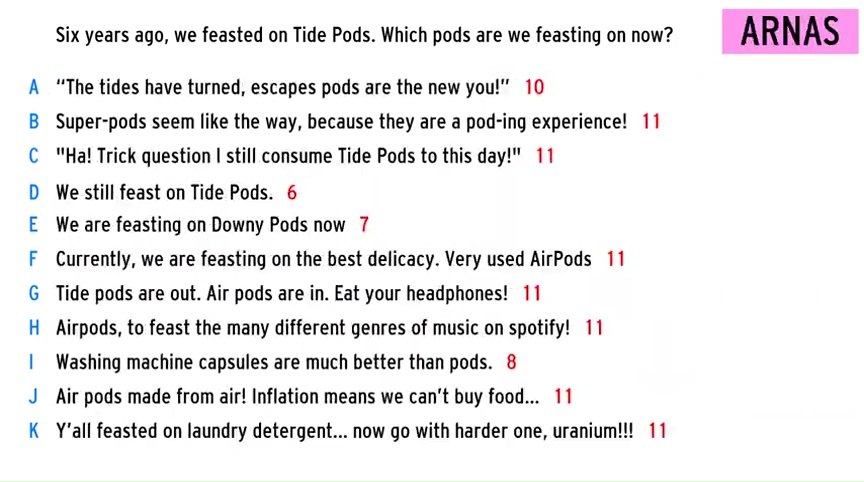 Six years ago, we feasted on Tide Pods. Which pods are we feasting on now?
ARNAS
A "The tides have turned, escapes pods are the new you!" 10
B Super-pods seem like the way, because they are a pod-ing experience! 11
C "Ha! Trick question I still consume Tide Pods to this day!" 11
D We still feast on Tide Pods. 6
E We are feasting on Downy Pods now 7
F Currently, we are feasting on the best delicacy. Very used AirPods 11
G Tide pods are out. Air pods are in. Eat your headphones! 11
H Airpods, to feast the many different genres of music on spotify! 11
I Washing machine capsules are much better than pods. 8
J Air pods made from air! Inflation means we can't buy food... 11
K Y'all feasted on laundry detergent... now go with harder one, uranium!!! 11